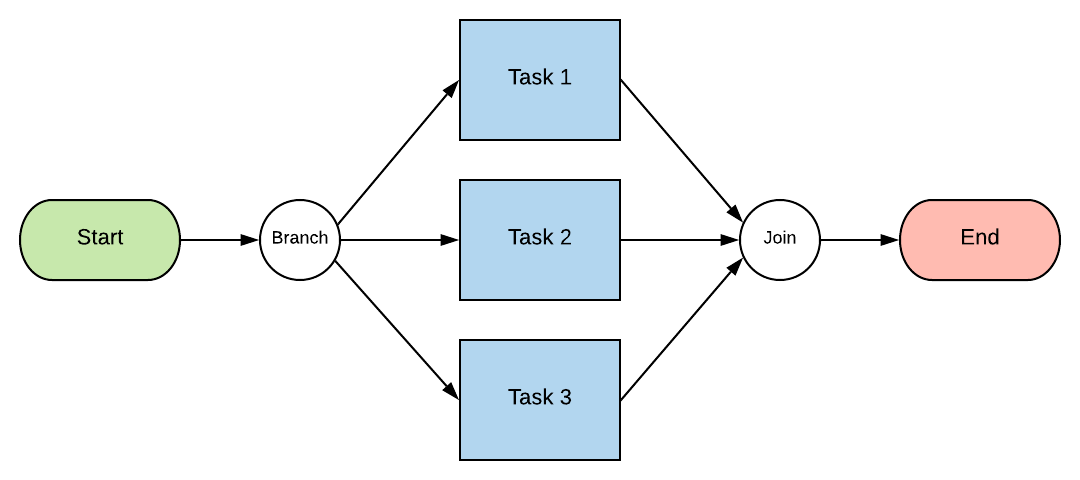 Start
Branch
Task 1
Task 2
Task 3
Join
End